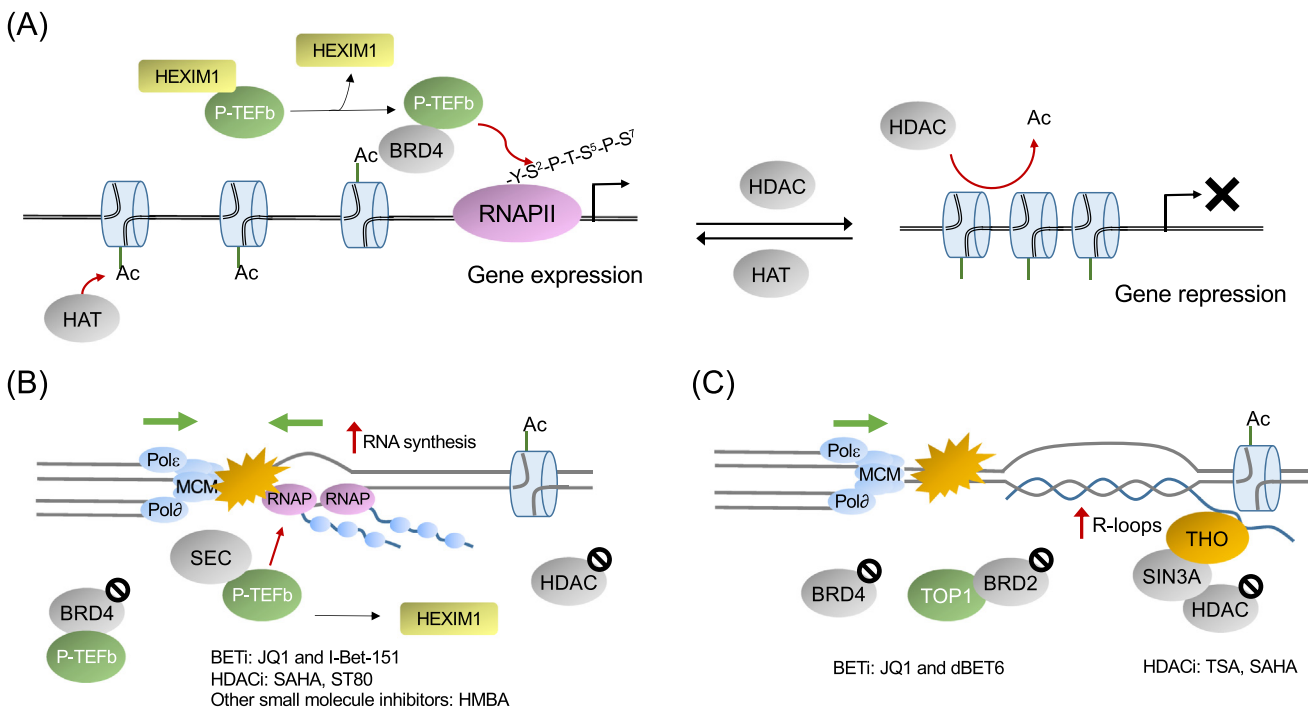 (A)
HEXIM1
HEXIM1
P-TEFb
P-TEFb
BRD4
Ac
-Y-S2-P-T-S5-P-S7
RNAPII
Ac
Ac
HAT
Gene expression
HDAC
HAT
HDAC
Ac
Gene repression
(B)
RNA synthesis
Ac
Polε
MCM
Pol∂
RNAP
RNAP
SEC
P-TEFb
HDAC
BRD4
P-TEFb
HEXIM1
BETi: JQ1 and I-Bet-151
HDACi: SAHA, ST80
Other small molecule inhibitors: HMBA
(C)
Ac
Polε
MCM
Pol∂
R-loops
THO
SIN3A
HDAC
BRD4
TOP1
BRD2
BETi: JQ1 and dBET6
HDACi: TSA, SAHA